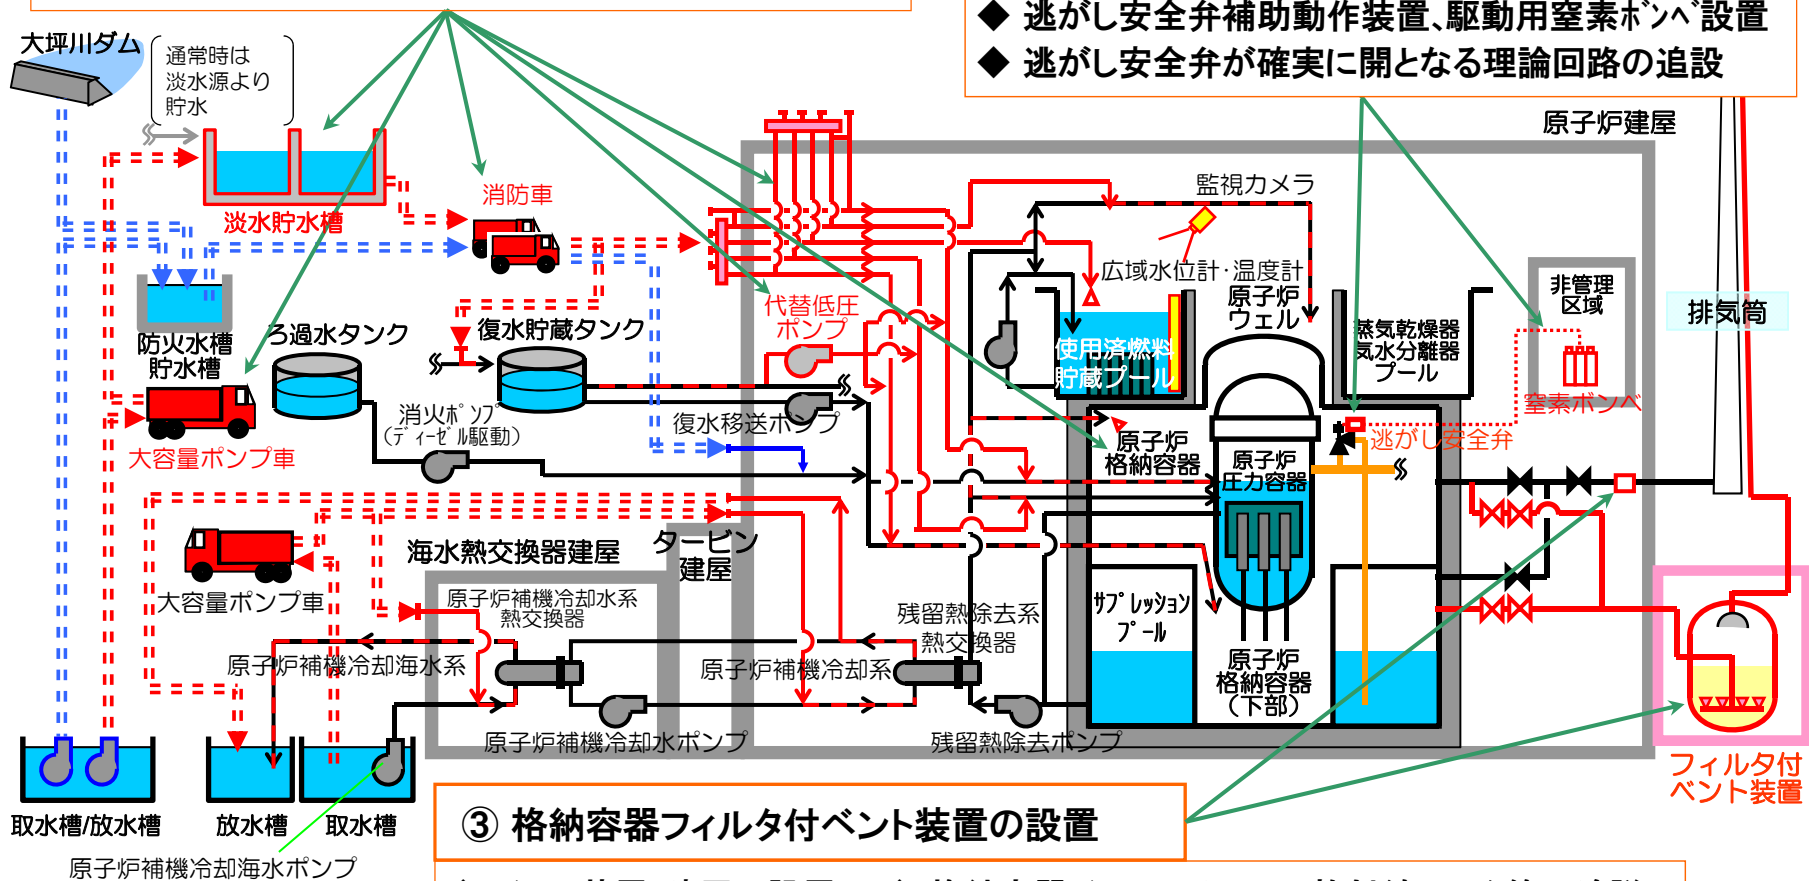 ◆ 逃がし安全弁補助動作装置、駆動用窒素ﾎﾞﾝﾍﾞ設置
◆ 逃がし安全弁が確実に開となる理論回路の追設
大坪川ダム
通常時は
淡水源より
貯水
原子炉建屋
消防車
監視カメラ
淡水貯水槽
広域水位計・温度計
原子炉
ウェル
非管理
区域
排気筒
代替低圧
ポンプ
防火水槽
貯水槽
ろ過水タンク
復水貯蔵タンク
使用済燃料
貯蔵プール
蒸気乾燥器
気水分離器
プール
窒素ボンベ
消火ﾎﾟﾝﾌﾟ
(ディーゼル駆動)
復水移送ポンプ
大容量ポンプ車
原子炉
格納容器
原子炉
圧力容器
逃がし安全弁
海水熱交換器建屋
タービン
建屋
大容量ポンプ車
原子炉補機冷却水系
熱交換器
残留熱除去系
熱交換器
ｻﾌﾟﾚｯｼｮﾝ
ﾌﾟｰﾙ
原子炉補機冷却海水系
原子炉補機冷却系
原子炉
格納容器
(下部)
原子炉補機冷却水ポンプ
残留熱除去ポンプ
フィルタ付
ベント装置
取水槽/放水槽
放水槽
取水槽
③ 格納容器フィルタ付ベント装置の設置
原子炉補機冷却海水ポンプ